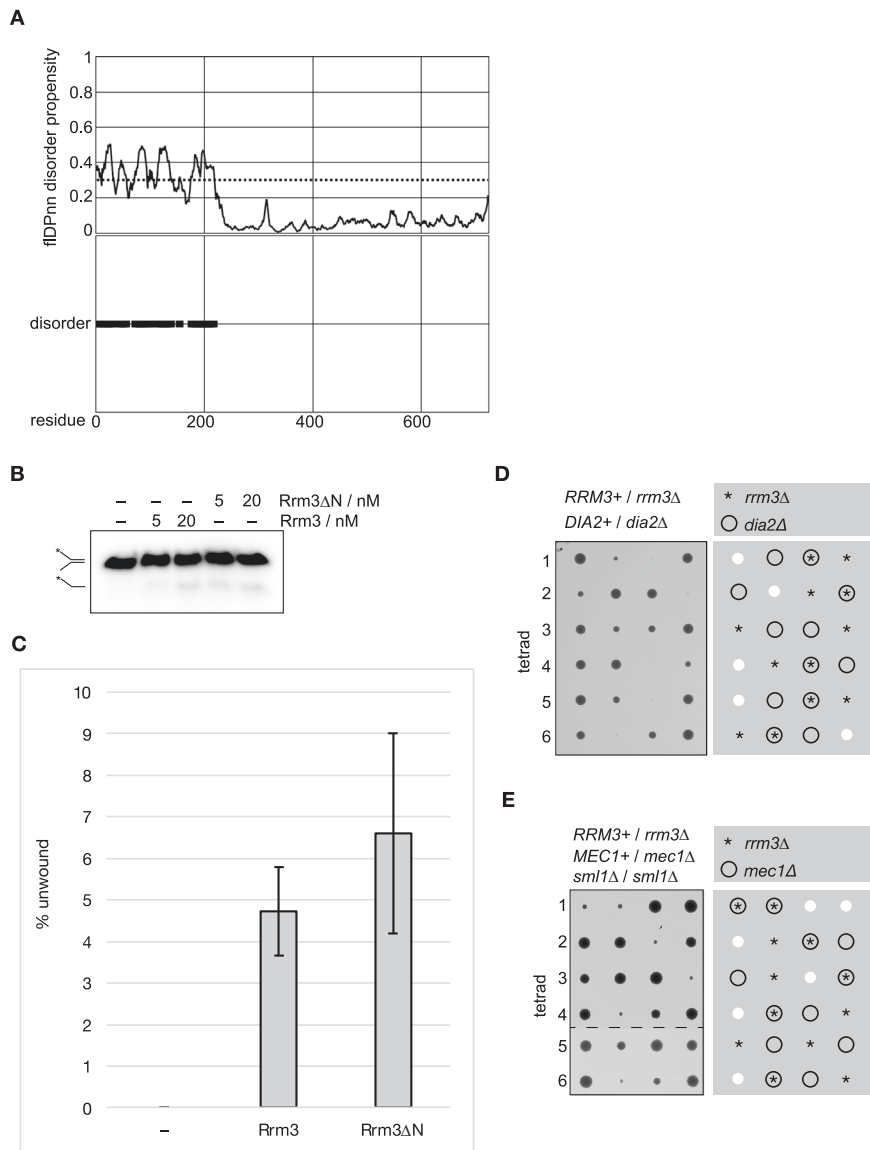 A
flDPnn disorder propensity
1
0.8
0.6
0.4
0.2
0
disorder
residue 0 200 400 600
B
– – – 5 20 Rrm3ΔN / nM
– 5 20 – – Rrm3 / nM
*
*
C
% unwound
10
9
8
7
6
5
4
3
2
1
0
– Rrm3 Rrm3ΔN
D
RRM3+ / rrm3Δ
DIA2+ / dia2Δ
* rrm3Δ
dia2Δ
tetrad
1 * *
2 * *
3 * *
4 * *
5 * *
6 * *
E
RRM3+ / rrm3Δ
MEC1+ / mec1Δ
sml1Δ / sml1Δ
* rrm3Δ
mec1Δ
tetrad
1 * *
2 * *
3 * *
4 * *
5 * *
6 * *